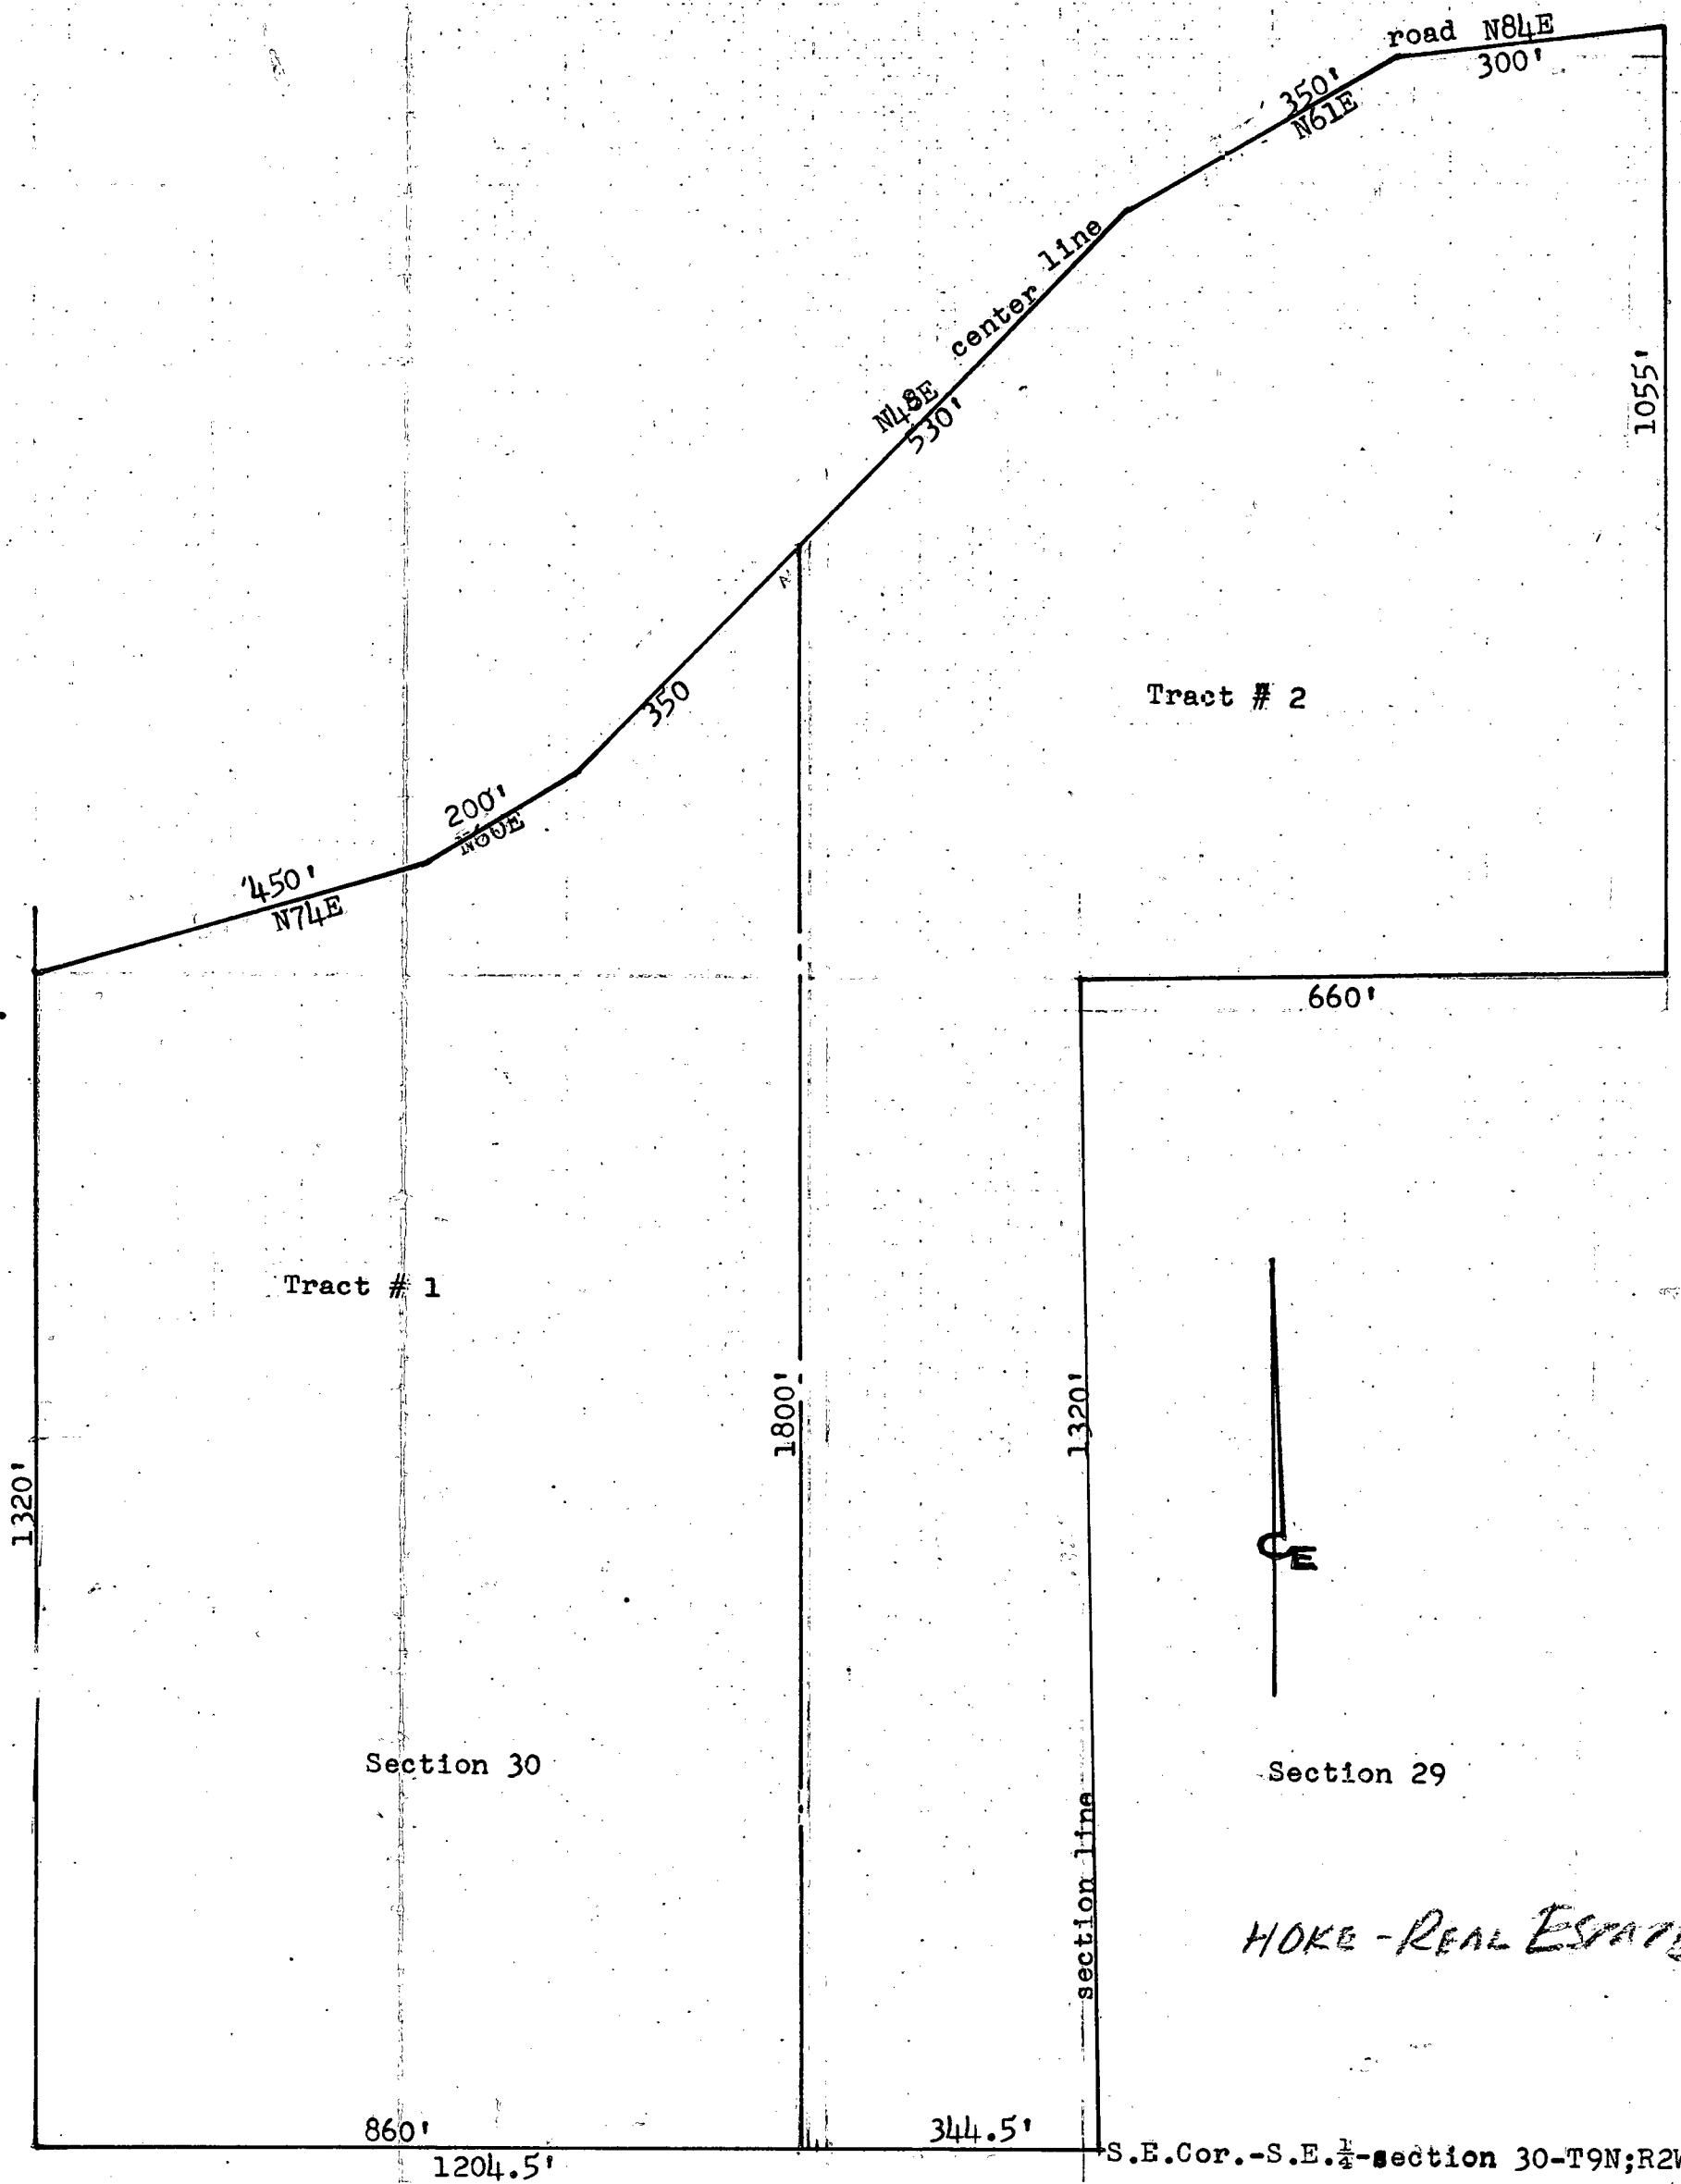 road N84E
300'
350'
N61E
center line
N48E
530'
1055'
Tract # 2
350
200'
N60E
450'
N74E
660'
Tract # 1
1800'
1320'
1320'
CE
Section 30
Section 29
section line
HOKE - REAL ESTATE
860'
344.5'
1204.5'
S.E.Cor.-S.E.¼-section 30-T9N;R2W